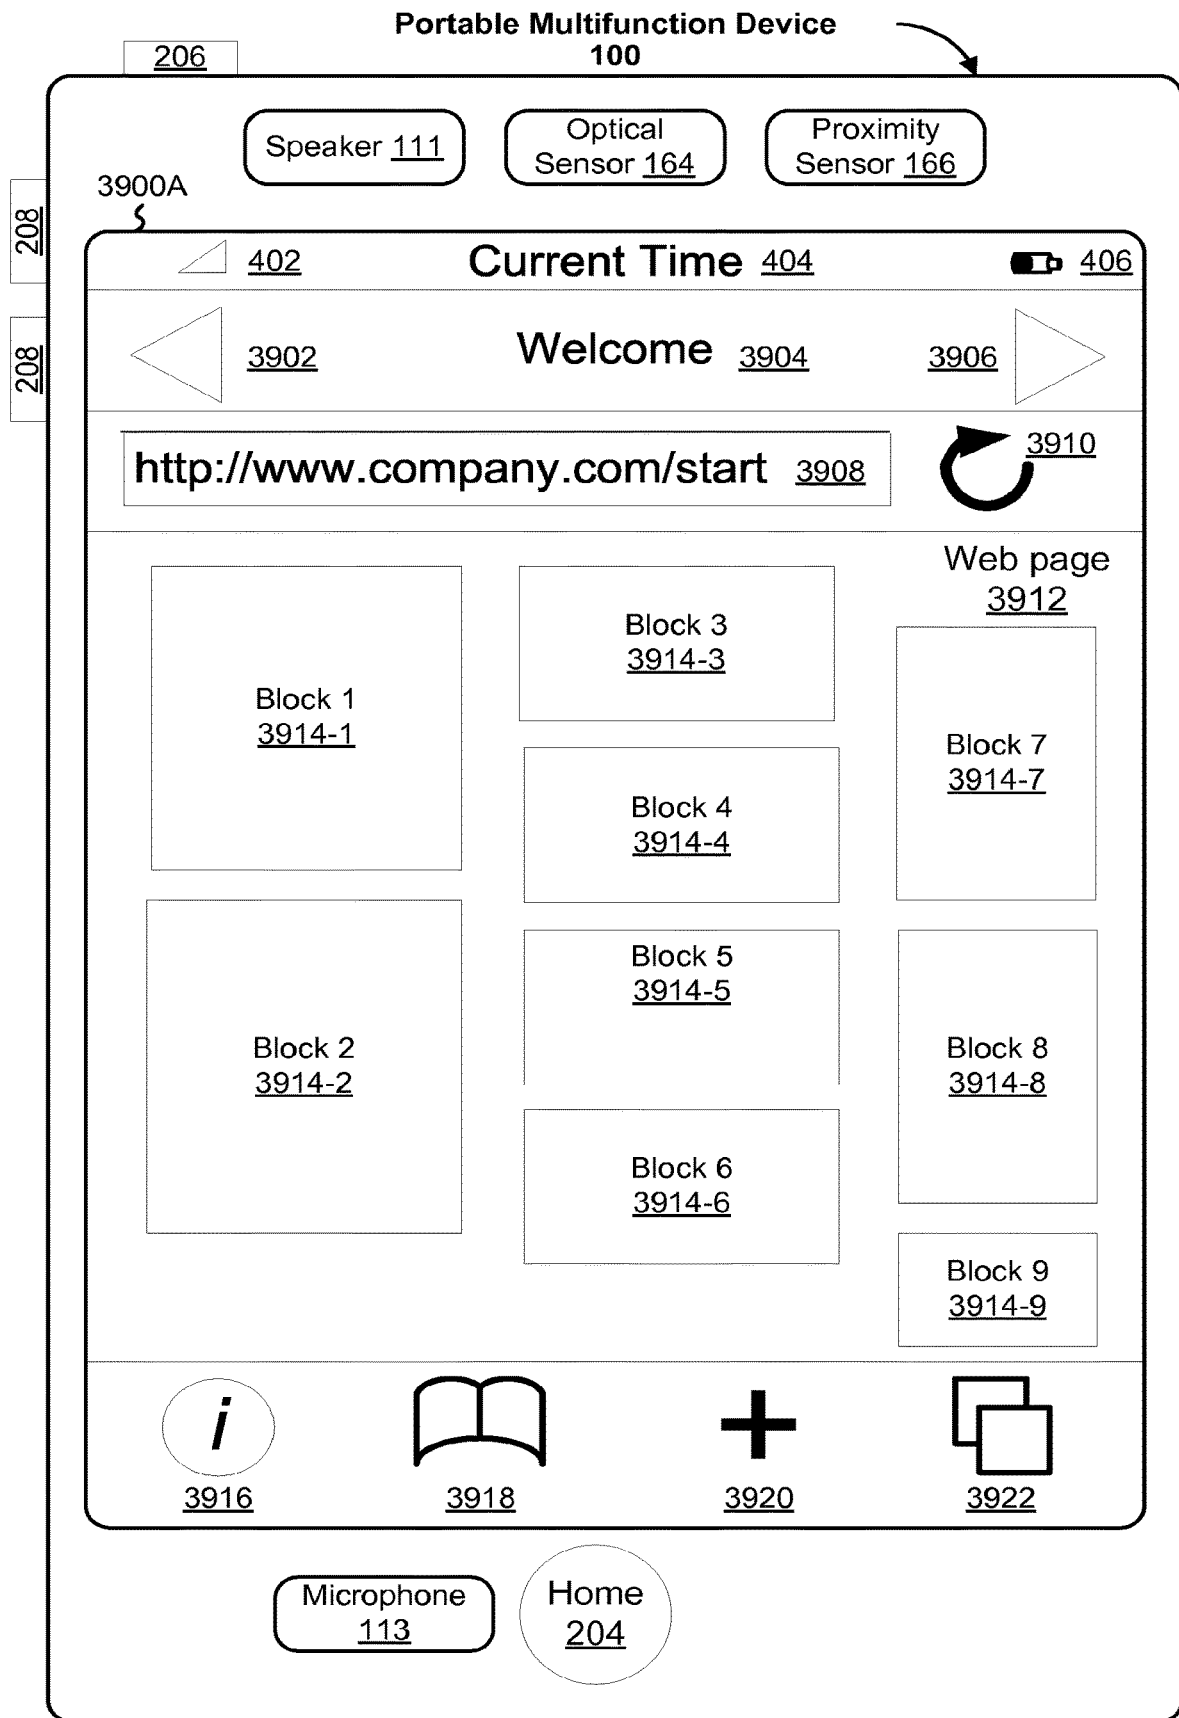 Portable Multifunction Device
100
206
Speaker 111
Optical
Sensor 164
Proximity
Sensor 166
3900A
208
208
402
Current Time 404
406
3902
Welcome 3904
3906
http://www.company.com/start 3908
3910
Web page
3912
Block 1
3914-1
Block 2
3914-2
Block 3
3914-3
Block 4
3914-4
Block 5
3914-5
Block 6
3914-6
Block 7
3914-7
Block 8
3914-8
Block 9
3914-9
i
3916
3918
3920
3922
Microphone
113
Home
204